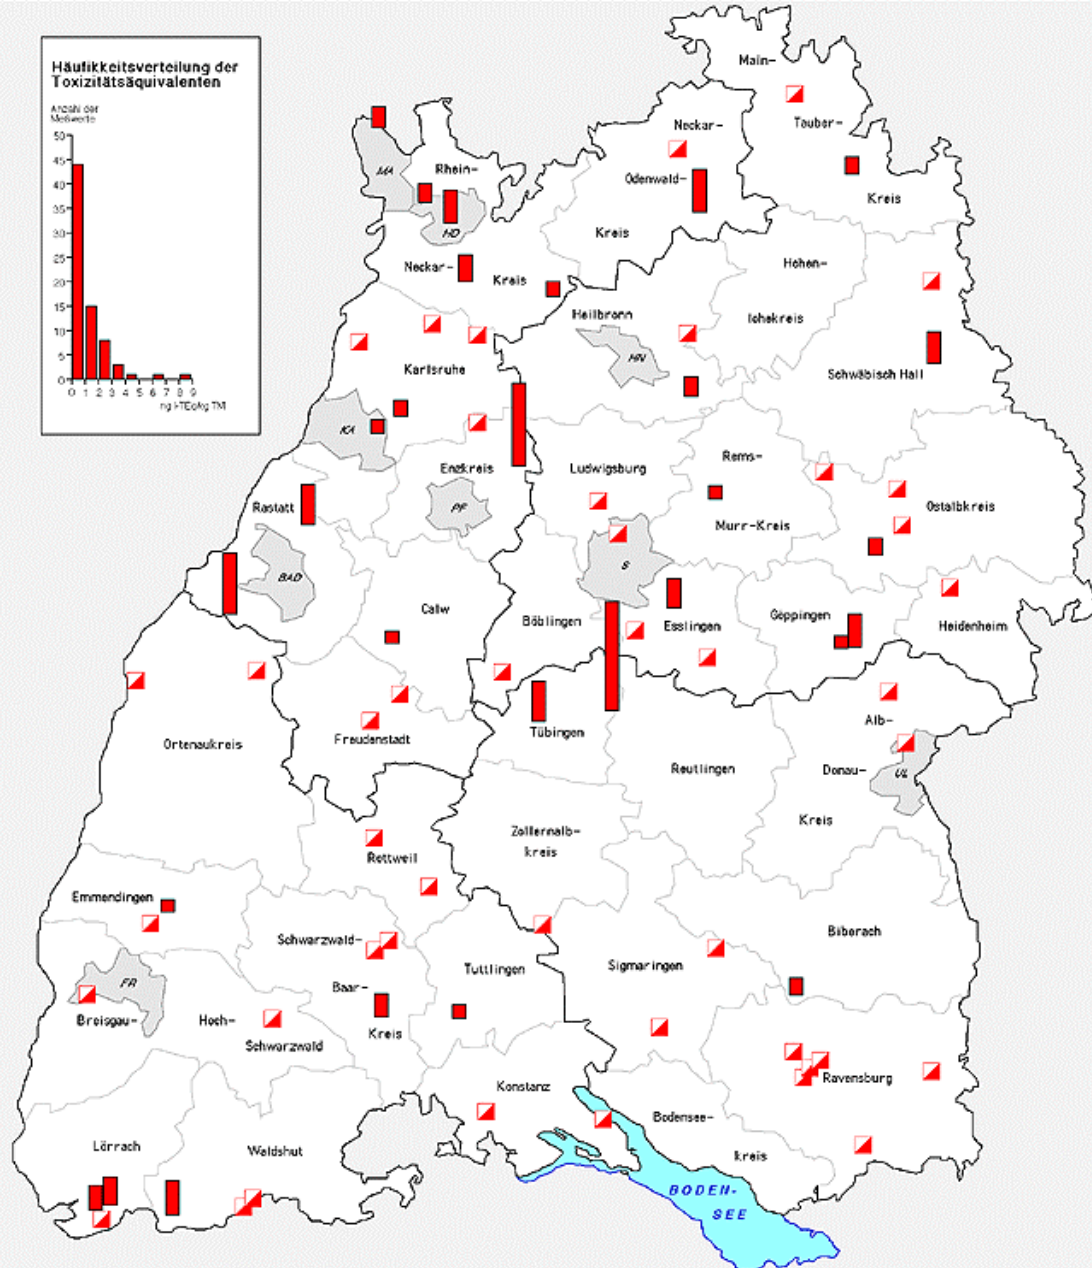 Häufikkeitsverteilung der
Toxizitätsäquivalenten
Anzahl der
Meßwerte
50
45
40
35
30
25
20
15
10
5
0
0 1 2 3 4 5 6 7 8 9
ng I-TEq/kg TM
Main-
Tauber-
Kreis
Neckar-
Odenwald-
Kreis
MA
Rhein-
HD
Neckar-
Kreis
Hohen-
lohekreis
Heilbronn
HN
Schwäbisch Hall
Karlsruhe
KA
Enzkreis
PF
Ludwigsburg
Rems-
Murr-Kreis
Ostalbkreis
Rastatt
BAD
S
Calw
Böblingen
Esslingen
Göppingen
Heidenheim
Ortenaukreis
Freudenstadt
Tübingen
Reutlingen
Alb-
Donau-
UL
Kreis
Zollernalb-
kreis
Rottweil
Emmendingen
Schwarzwald-
Baar-
Kreis
Tuttlingen
Sigmaringen
Biberach
FR
Breisgau-
Hoch-
Schwarzwald
Konstanz
Ravensburg
Bodensee-
kreis
Lörrach
Waldshut
BODEN-
SEE